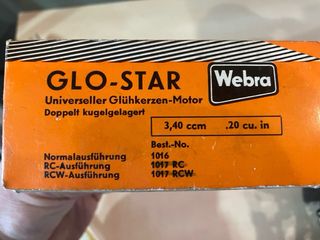 GLO-STAR
Webra
Universeller Glühkerzen-Motor
Doppelt kugelgelagert
3,40 ccm .20 cu. in
Best.-No.
Normalausführung 1016
RC-Ausführung 1017 RC
RCW-Ausführung 1017 RCW